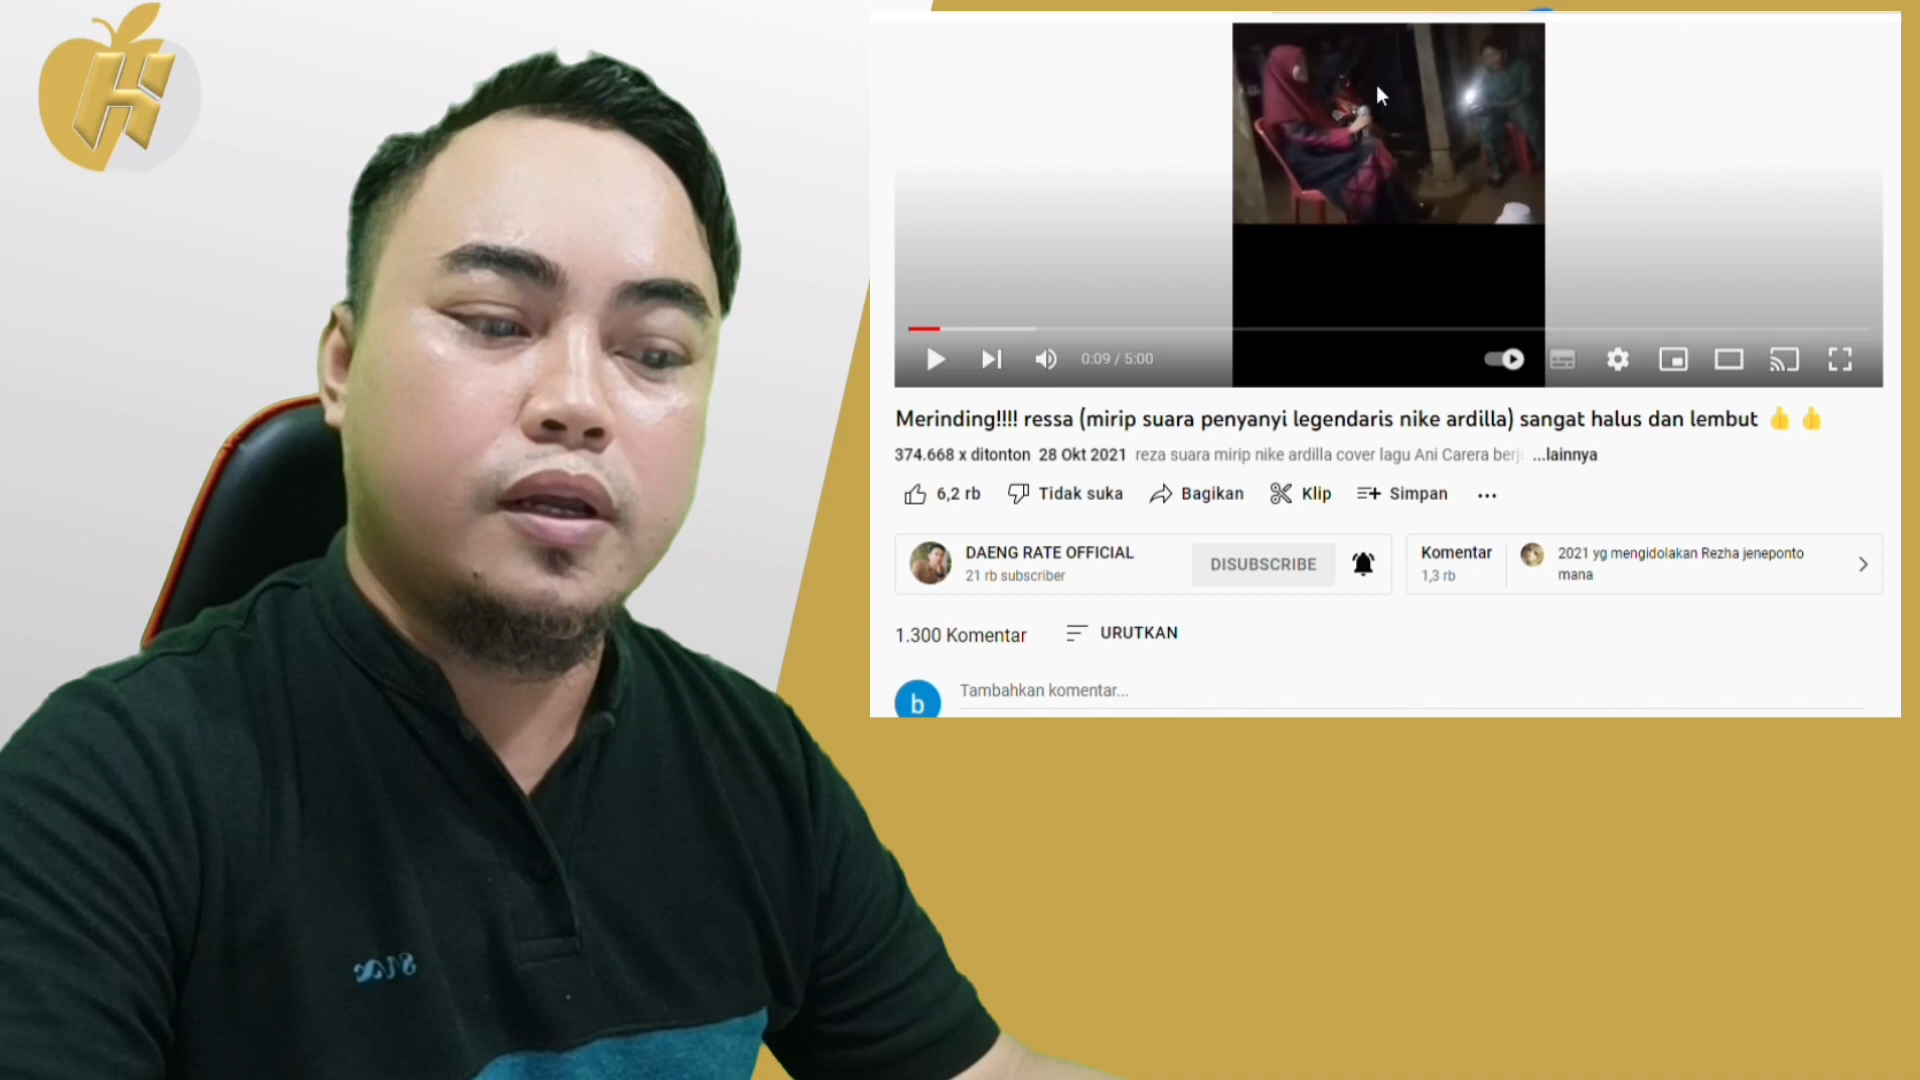 H
0:09 / 5:00
Merinding!!!! ressa (mirip suara penyanyi legendaris nike ardilla) sangat halus dan lembut 👍 👍
374.668 x ditonton 28 Okt 2021 reza suara mirip nike ardilla cover lagu Ani Carera berj ...lainnya
6,2 rb Tidak suka Bagikan Klip Simpan ...
DAENG RATE OFFICIAL
21 rb subscriber
DISUBSCRIBE
Komentar
1,3 rb
2021 yg mengidolakan Rezha jeneponto
mana
1.300 Komentar URUTKAN
b Tambahkan komentar...